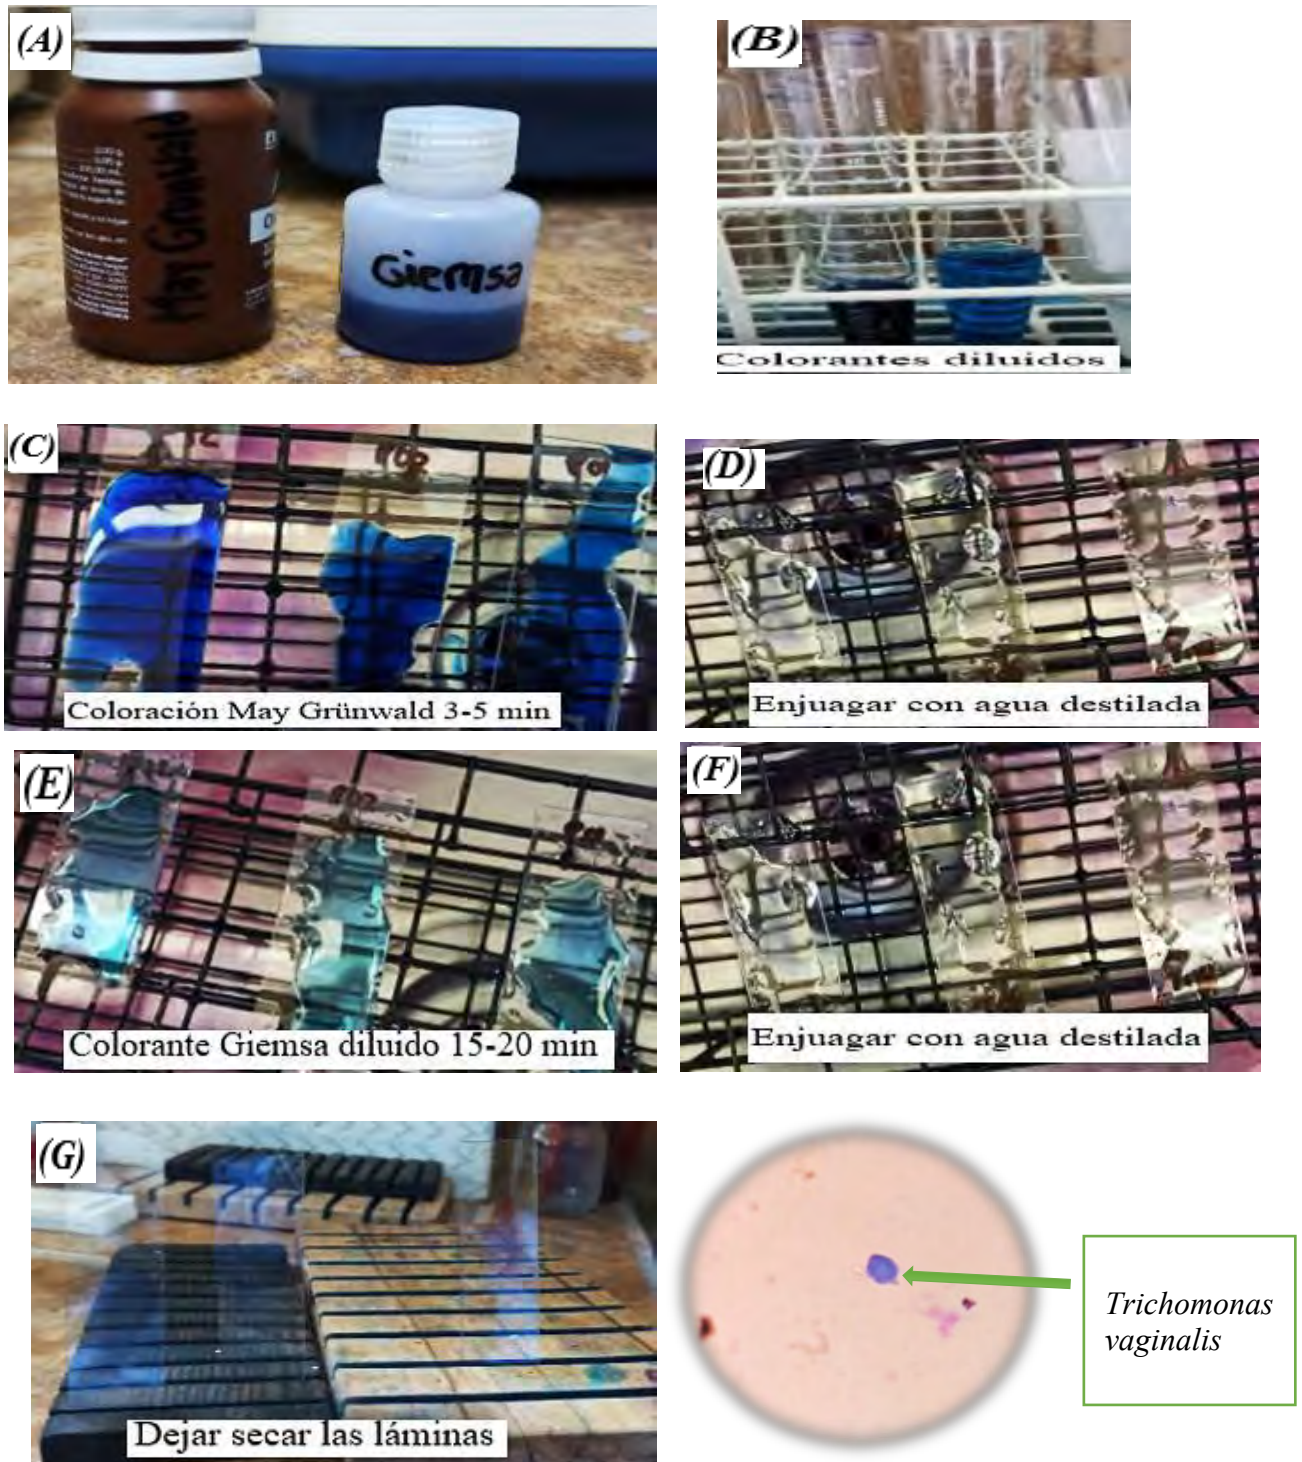 (A)
May Grunwald
Giemsa
(B)
Colorantes diluidos
(C)
Coloración May Grünwald 3-5 min
(D)
Enjuagar con agua destilada
(E)
Colorante Giemsa diluido 15-20 min
(F)
Enjuagar con agua destilada
(G)
Dejar secar las láminas
Trichomonas
vaginalis